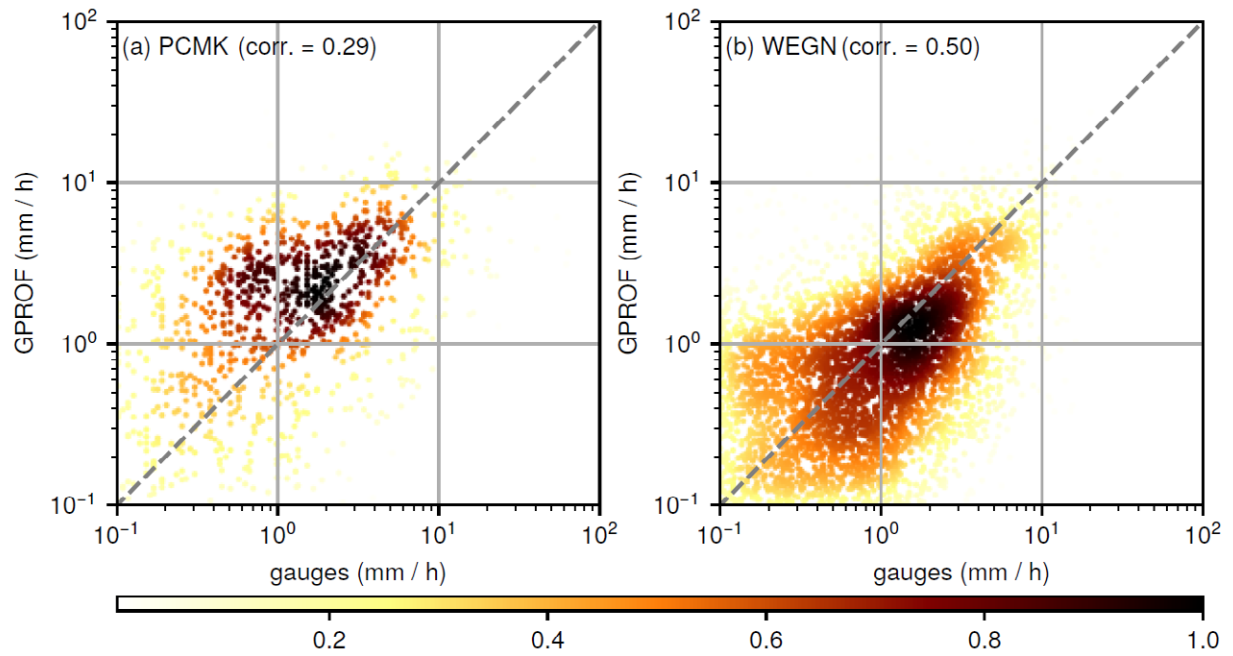 (a) PCMK (corr. = 0.29)
GPROF (mm / h)
10²
10¹
10⁰
10⁻¹
10⁻¹ 10⁰ 10¹ 10²
gauges (mm / h)
(b) WEGN (corr. = 0.50)
GPROF (mm / h)
10²
10¹
10⁰
10⁻¹
10⁻¹ 10⁰ 10¹ 10²
gauges (mm / h)
0.2 0.4 0.6 0.8 1.0